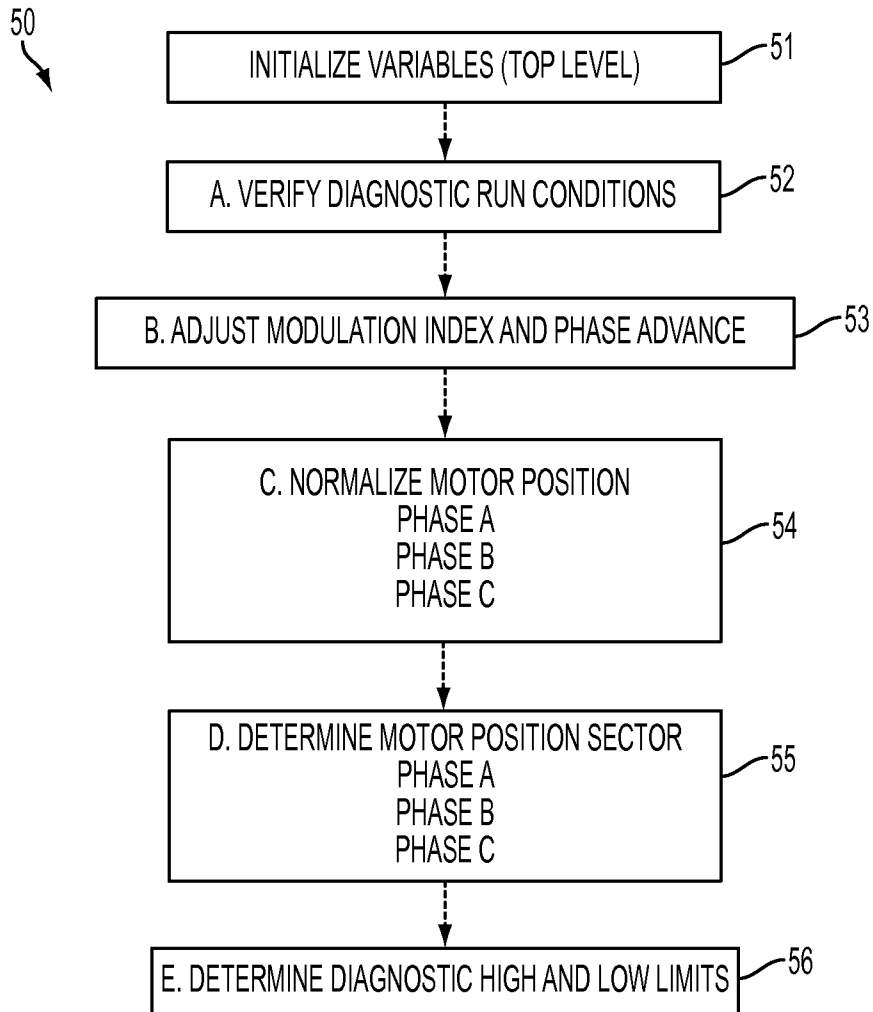 50
INITIALIZE VARIABLES (TOP LEVEL)
51
A. VERIFY DIAGNOSTIC RUN CONDITIONS
52
B. ADJUST MODULATION INDEX AND PHASE ADVANCE
53
C. NORMALIZE MOTOR POSITION
PHASE A
PHASE B
PHASE C
54
D. DETERMINE MOTOR POSITION SECTOR
PHASE A
PHASE B
PHASE C
55
E. DETERMINE DIAGNOSTIC HIGH AND LOW LIMITS
56